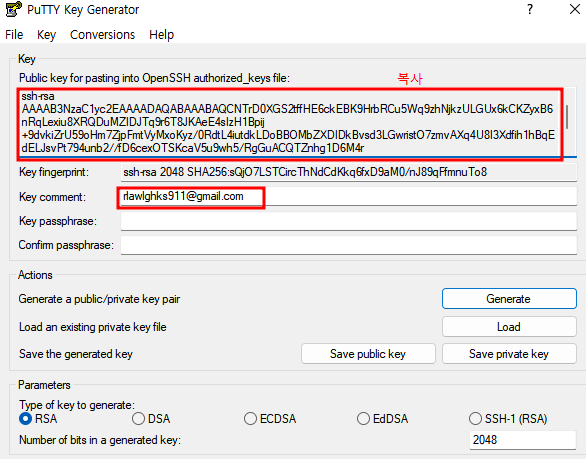 PuTTY Key Generator
File Key Conversions Help
Key
Public key for pasting into OpenSSH authorized_keys file:
복사
ssh-rsa
AAAAB3NzaC1yc2EAAAADAQABAAABAQCNTrD0XGS2tffHE6ckEBK9HrbRCu5Wq9zhNjkzULGUx6kCKZyxB6
nRqLexiu8XRQDuMZIDJTq9r6T8JKAeE4sIzH1Bpij
+9dvkiZrU59oHm7ZjpFmtVyMxoKyz/0RdtL4iutdkLDoBBOMbZXDIDkBvsd3LGwristO7zmvAXq4U8I3Xdfih1hBqE
dELJsvPt794unb2//fD6cexOTSKcaV5u9wh5/RgGuACQTZnhg1D6M4r
Key fingerprint:
ssh-rsa 2048 SHA256:sQjO7LSTCircThNdCdKkq6fxD9aM0/nJ89qFfmnuTo8
Key comment:
rlawlghks911@gmail.com
Key passphrase:
Confirm passphrase:
Actions
Generate a public/private key pair
Generate
Load an existing private key file
Load
Save the generated key
Save public key
Save private key
Parameters
Type of key to generate:
RSA DSA ECDSA EdDSA SSH-1 (RSA)
Number of bits in a generated key:
2048